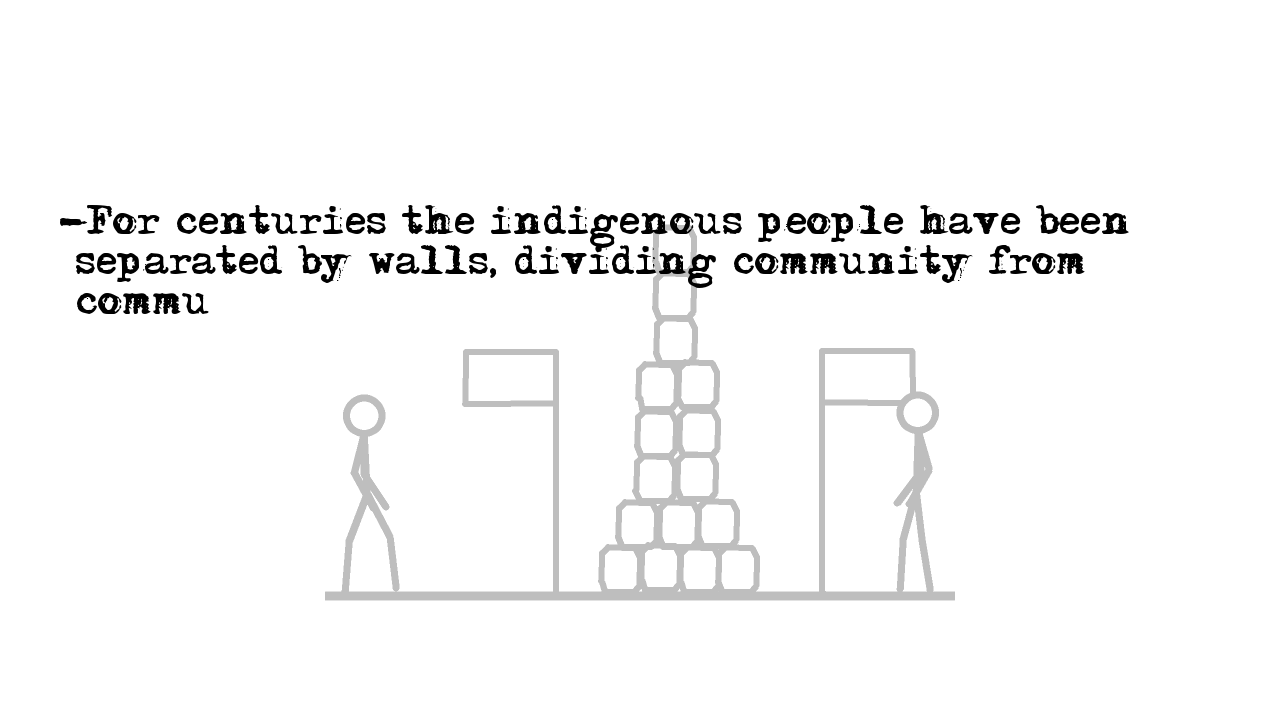 -For centuries the indigenous people have been
separated by walls, dividing community from
commu